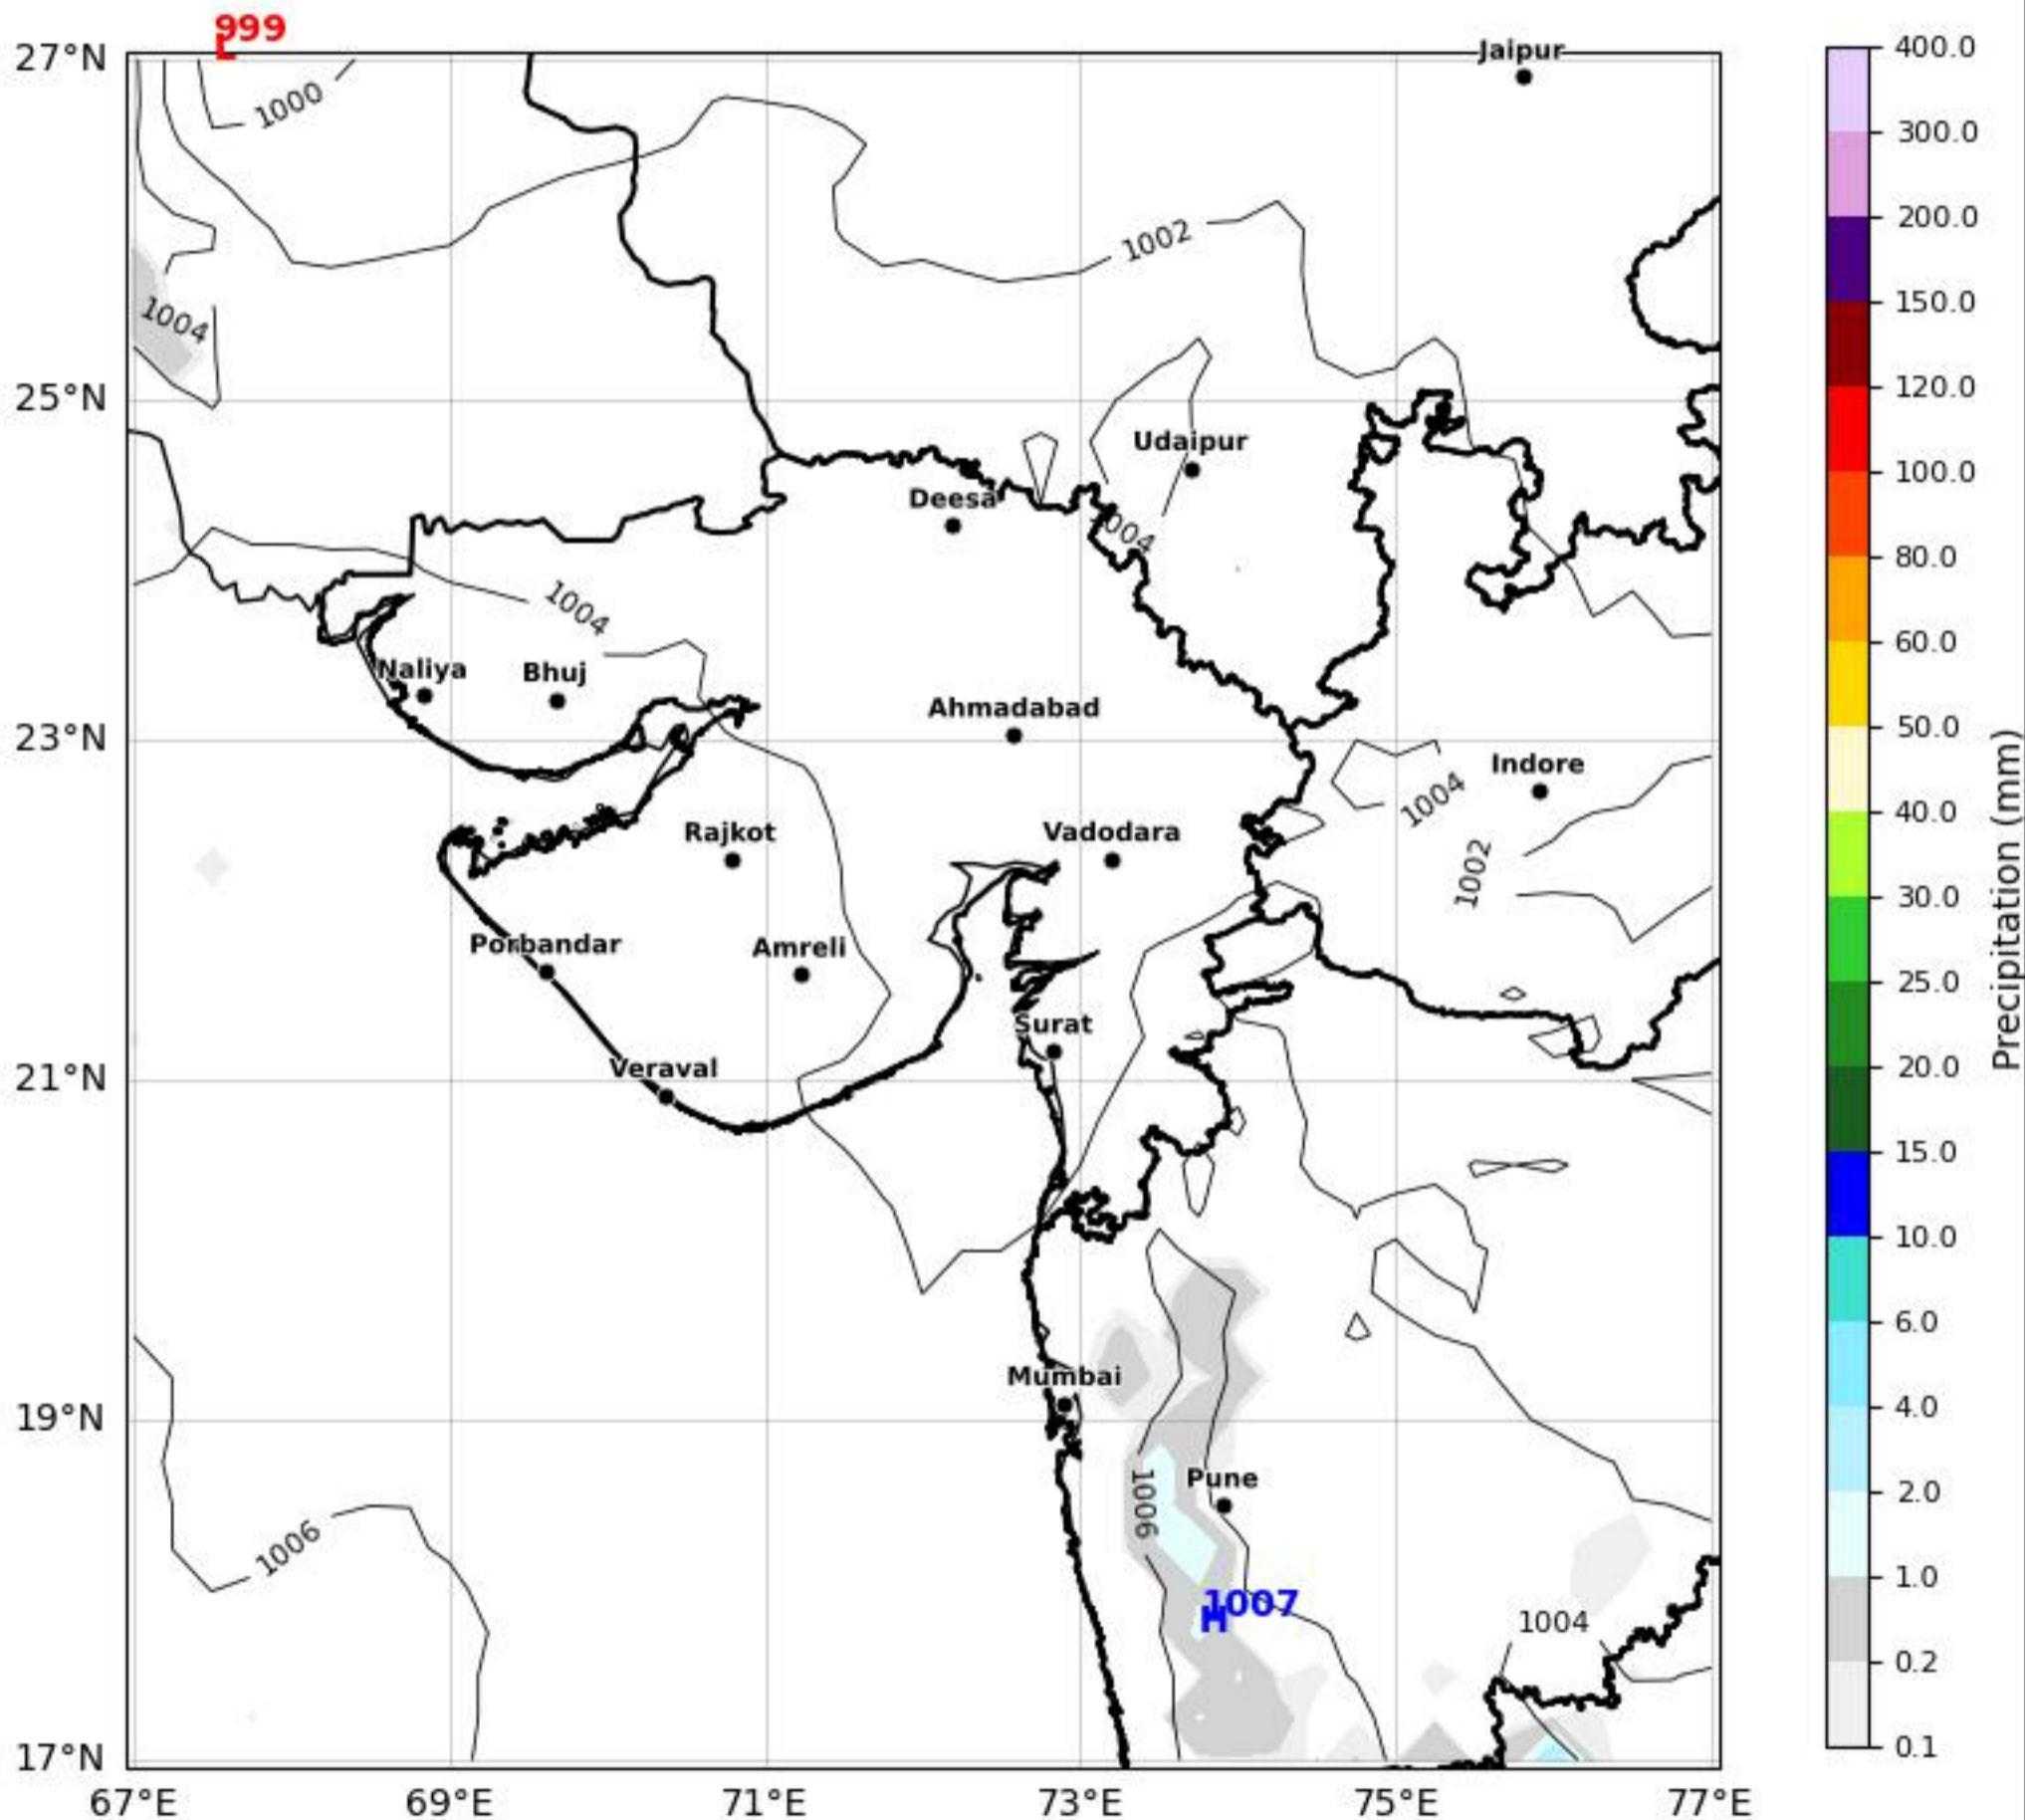 999
L
27°N
Jaipur
1000
1002
1004
25°N
Udaipur
Deesa
1004
1004
Naliya
Bhuj
23°N
Ahmadabad
Indore
1004
Rajkot
Vadodara
1002
Porbandar
Amreli
Surat
21°N
Veraval
Mumbai
19°N
1006
Pune
1006
1007
H
1004
17°N
67°E
69°E
71°E
73°E
75°E
77°E
400.0
300.0
200.0
150.0
120.0
100.0
80.0
60.0
50.0
40.0
30.0
25.0
20.0
15.0
10.0
6.0
4.0
2.0
1.0
0.2
0.1
Precipitation (mm)